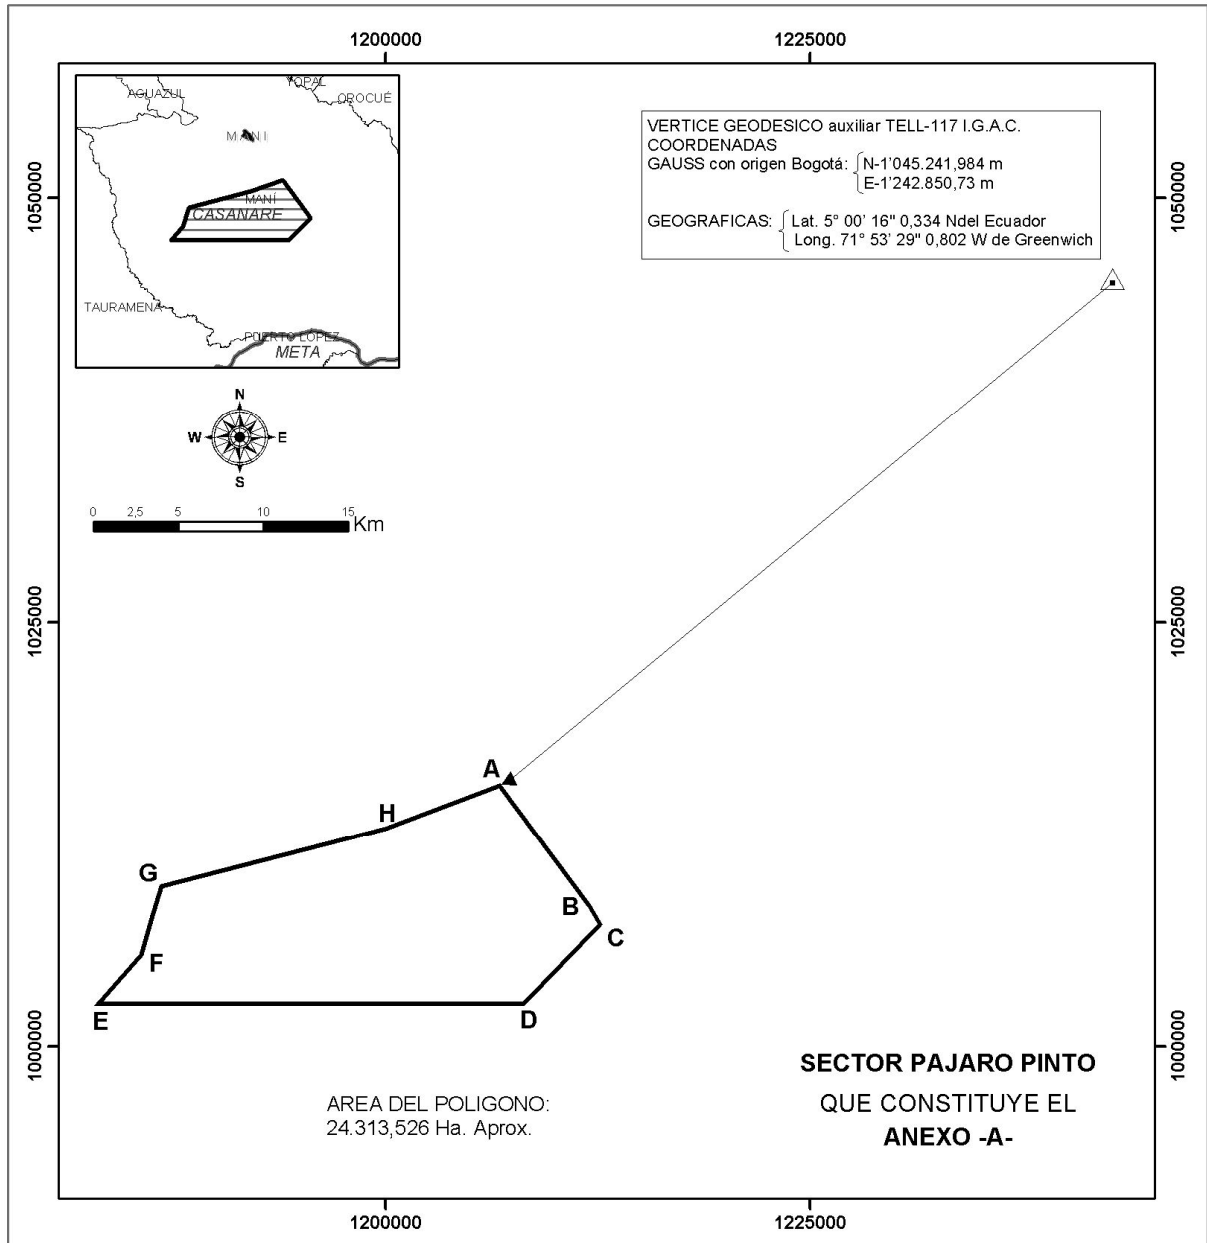 1200000
1225000
YOPAL
AGUAZUL
OROCUÉ
MANI
MANÍ
CASANARE
TAURAMENA
PUERTO LOPEZ
META
VERTICE GEODESICO auxiliar TELL-117 I.G.A.C.
COORDENADAS
GAUSS con origen Bogotá: N-1'045.241,984 m
E-1'242.850,73 m
GEOGRAFICAS: Lat. 5° 00' 16" 0,334 Ndel Ecuador
Long. 71° 53' 29" 0,802 W de Greenwich
1050000
1050000
N
W E
S
0 2,5 5 10 15
Km
1025000
1025000
A
H
G
B
C
F
E
D
1000000
1000000
SECTOR PAJARO PINTO
QUE CONSTITUYE EL
ANEXO -A-
AREA DEL POLIGONO:
24.313,526 Ha. Aprox.
1200000
1225000